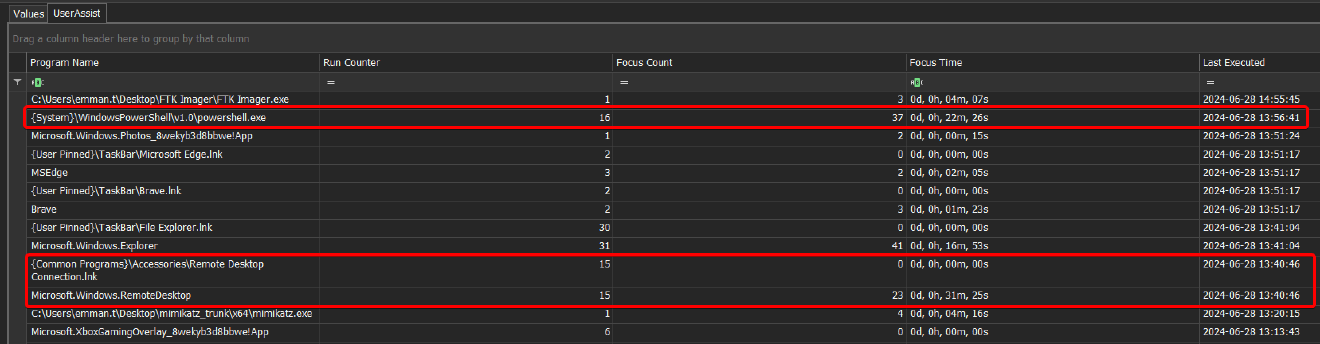 Values UserAssist
Drag a column header here to group by that column
Program Name Run Counter Focus Count Focus Time Last Executed
= = =
C:\Users\emman.t\Desktop\FTK Imager\FTK Imager.exe 1 3 0d, 0h, 04m, 07s 2024-06-28 14:55:45
{System}\WindowsPowerShell\v1.0\powershell.exe 16 37 0d, 0h, 22m, 26s 2024-06-28 13:56:41
Microsoft.Windows.Photos_8wekyb3d8bbwe!App 1 2 0d, 0h, 00m, 15s 2024-06-28 13:51:24
{User Pinned}\TaskBar\Microsoft Edge.lnk 2 0 0d, 0h, 00m, 00s 2024-06-28 13:51:17
MSEdge 3 2 0d, 0h, 02m, 05s 2024-06-28 13:51:17
{User Pinned}\TaskBar\Brave.lnk 2 0 0d, 0h, 00m, 00s 2024-06-28 13:51:17
Brave 2 3 0d, 0h, 01m, 23s 2024-06-28 13:51:17
{User Pinned}\TaskBar\File Explorer.lnk 30 0 0d, 0h, 00m, 00s 2024-06-28 13:41:04
Microsoft.Windows.Explorer 31 41 0d, 0h, 16m, 53s 2024-06-28 13:41:04
{Common Programs}\Accessories\Remote Desktop 15 0 0d, 0h, 00m, 00s 2024-06-28 13:40:46
Connection.lnk
Microsoft.Windows.RemoteDesktop 15 23 0d, 0h, 31m, 25s 2024-06-28 13:40:46
C:\Users\emman.t\Desktop\mimikatz_trunk\x64\mimikatz.exe 1 4 0d, 0h, 04m, 16s 2024-06-28 13:20:15
Microsoft.XboxGamingOverlay_8wekyb3d8bbwe!App 6 0 0d, 0h, 00m, 00s 2024-06-28 13:13:43